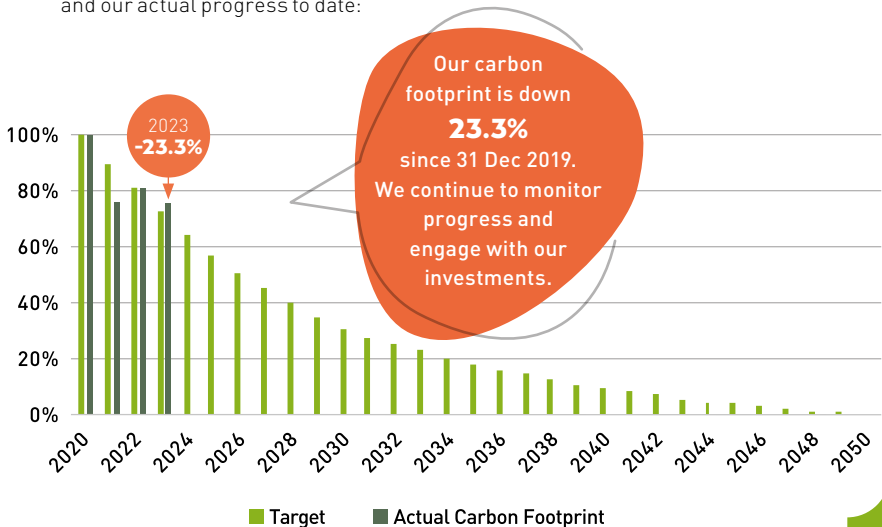 and our actual progress to date:
Our carbon
footprint is down
23.3%
since 31 Dec 2019.
We continue to monitor
progress and
engage with our
investments.
2023
-23.3%
100%
80%
60%
40%
20%
0%
2020 2022 2024 2026 2028 2030 2032 2034 2036 2038 2040 2042 2044 2046 2048 2050
Target Actual Carbon Footprint